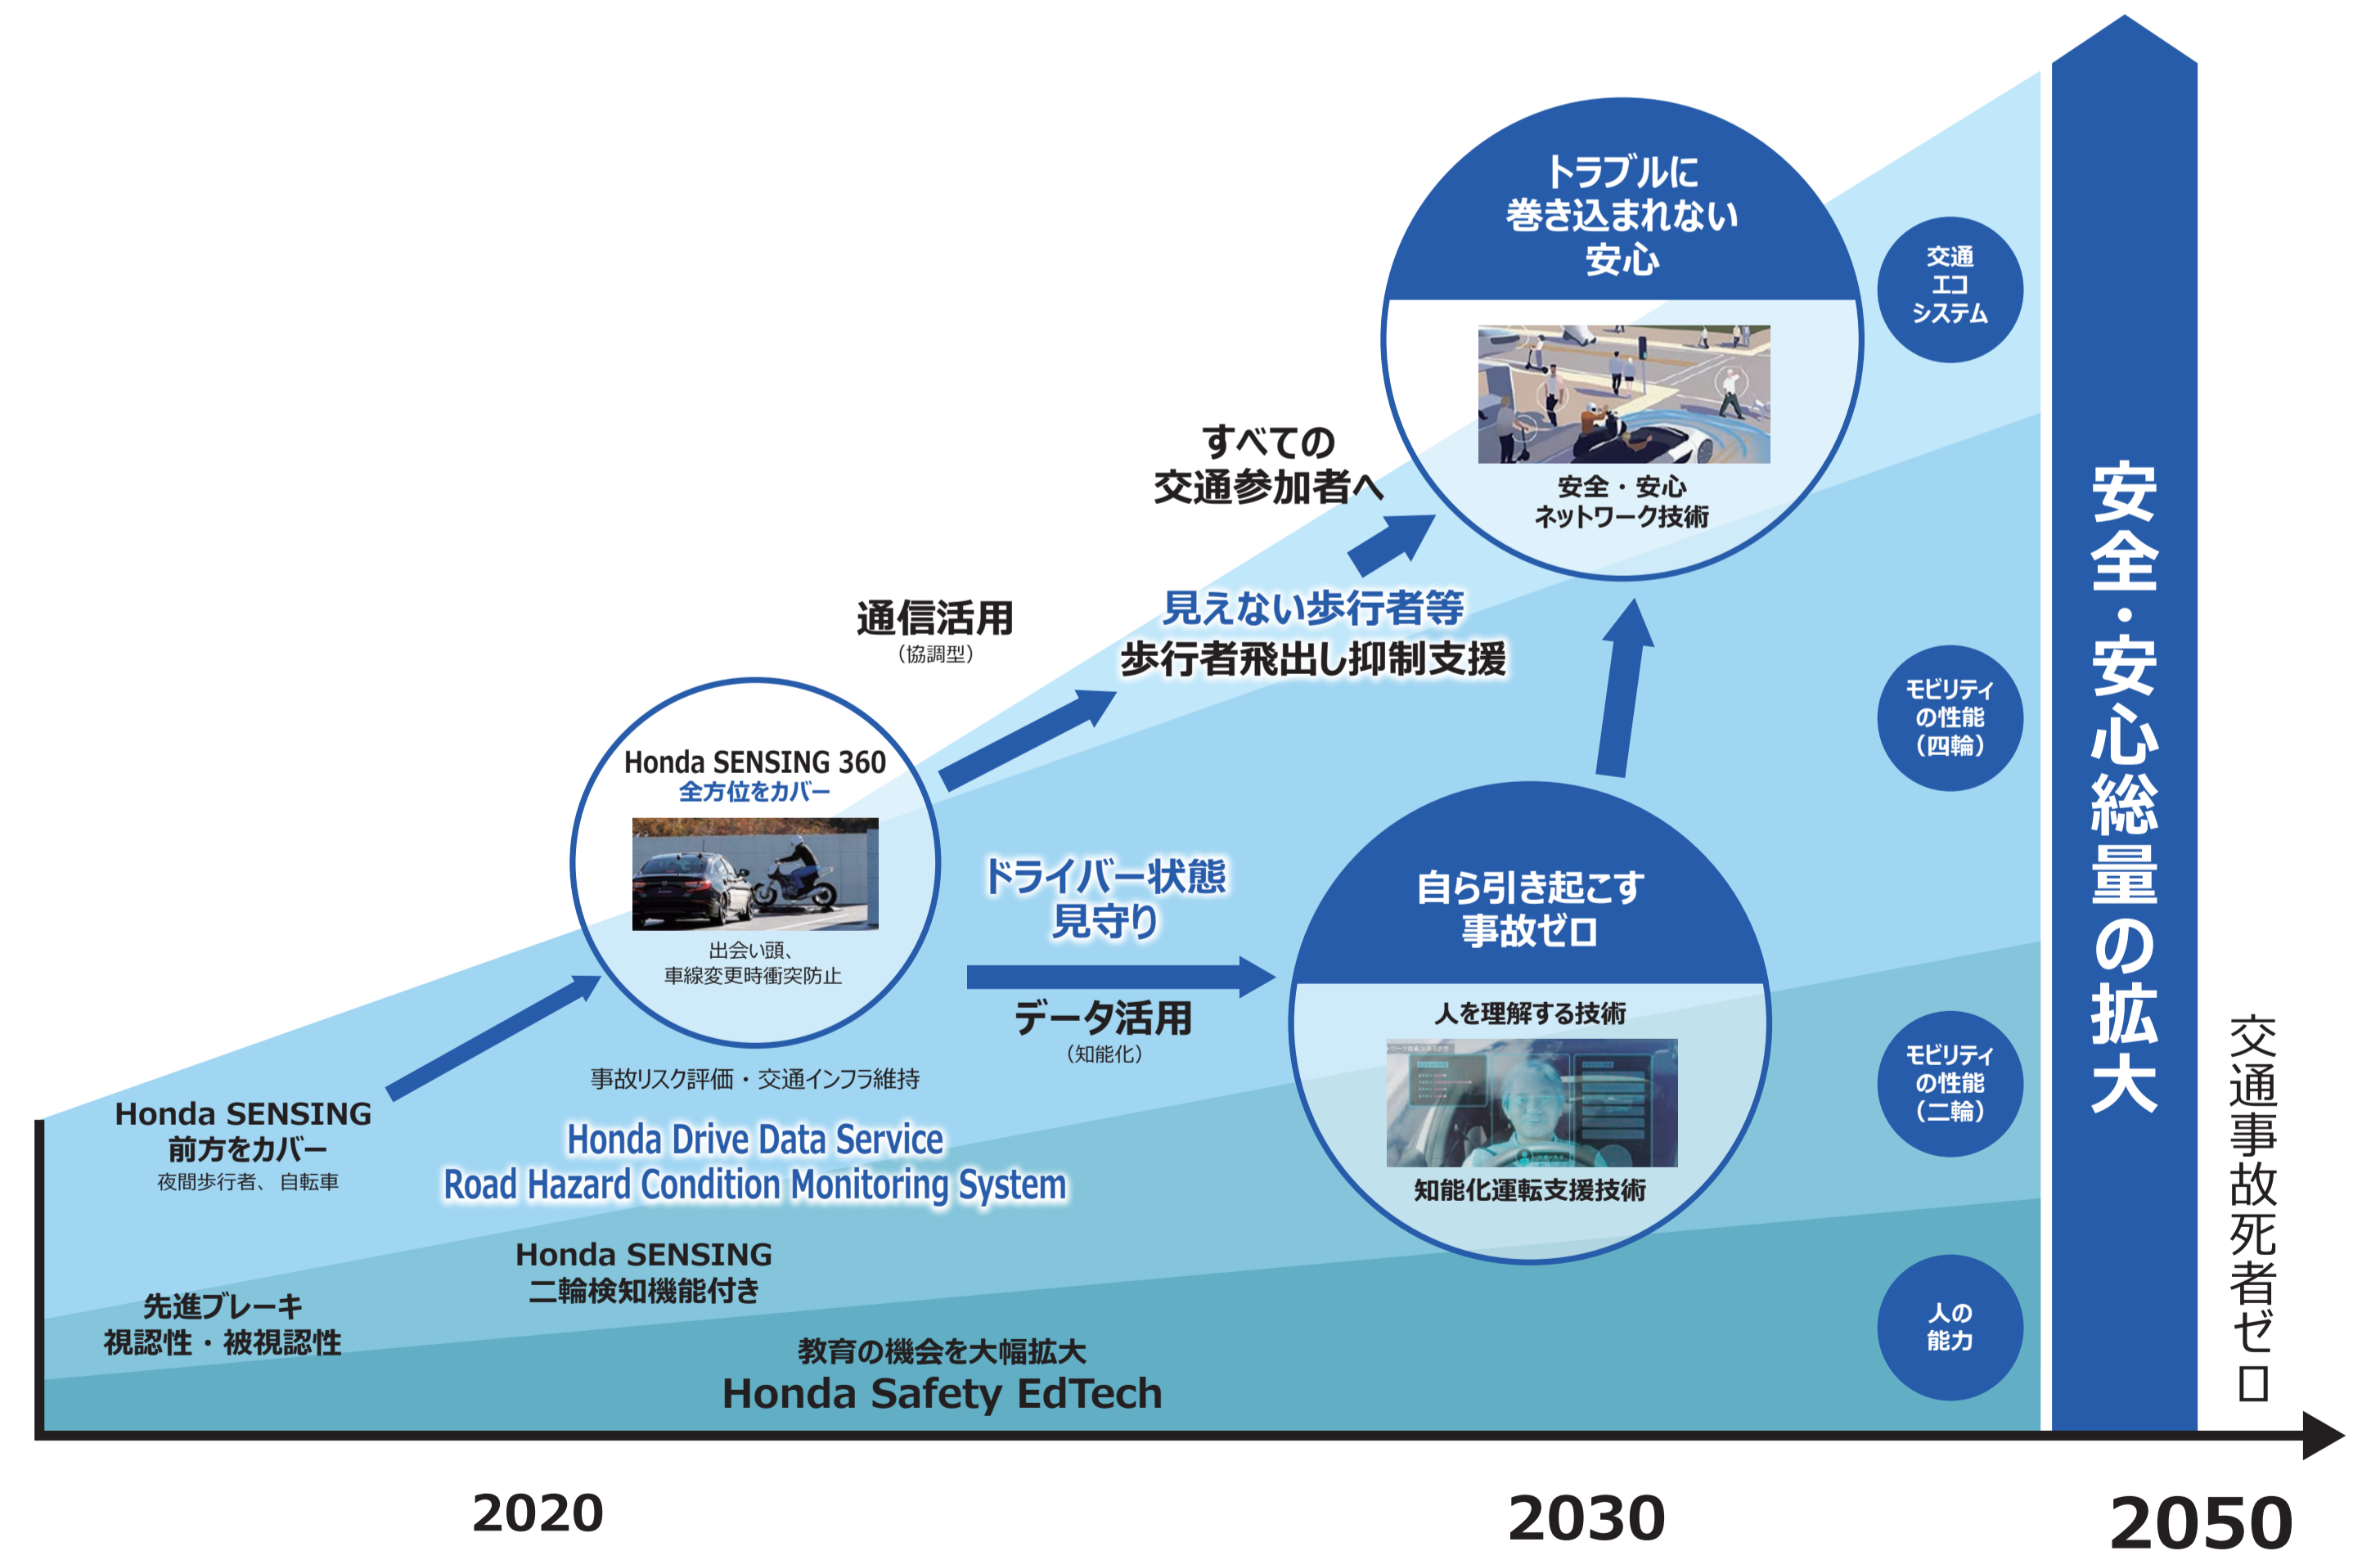 トラブルに
巻き込まれない
安心
安全・安心
ネットワーク技術
交通
エコ
システム
すべての
交通参加者へ
見えない歩行者等
歩行者飛出し抑制支援
通信活用
（協調型）
Honda SENSING 360
全方位をカバー
出会い頭、
車線変更時衝突防止
モビリティ
の性能
（四輪）
ドライバー状態
見守り
データ活用
（知能化）
自ら引き起こす
事故ゼロ
人を理解する技術
知能化運転支援技術
モビリティ
の性能
（二輪）
事故リスク評価・交通インフラ維持
Honda Drive Data Service
Road Hazard Condition Monitoring System
Honda SENSING
前方をカバー
夜間歩行者、自転車
Honda SENSING
二輪検知機能付き
先進ブレーキ
視認性・被視認性
教育の機会を大幅拡大
Honda Safety EdTech
人の
能力
安全・安心総量の拡大
交通事故死者ゼロ
2020
2030
2050